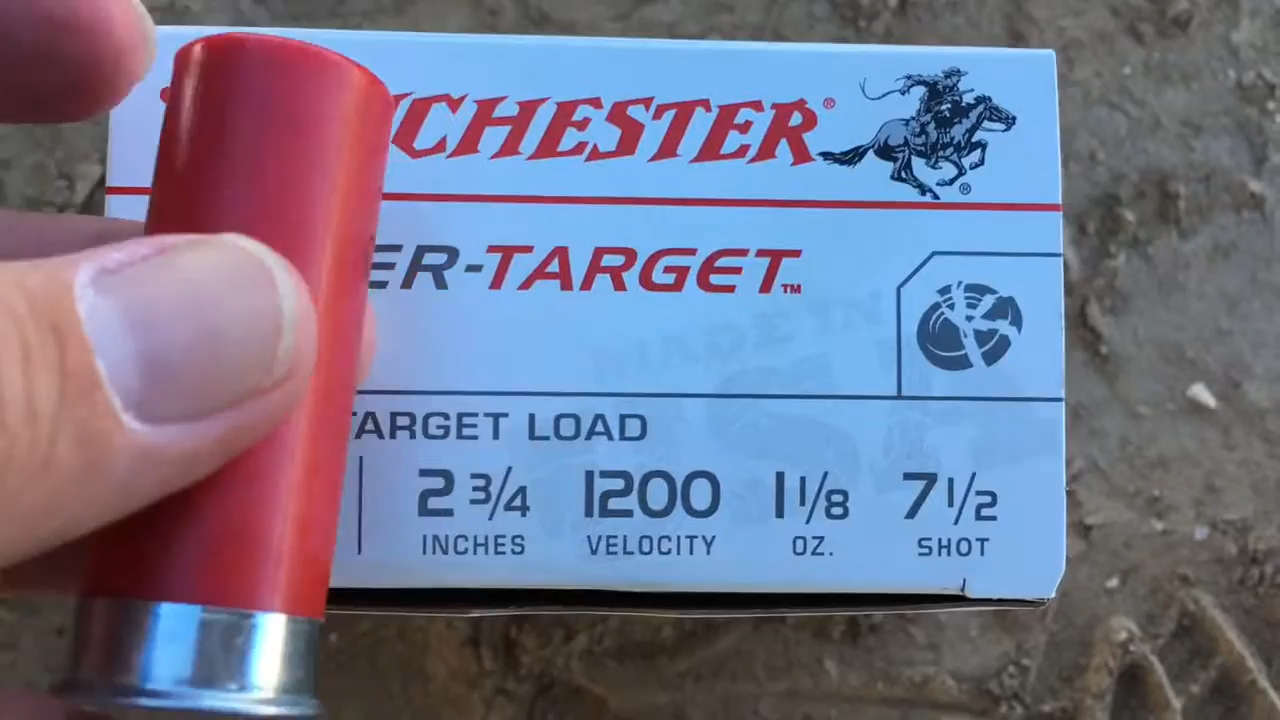 CHESTER®
®
ER-TARGET™
TARGET LOAD
2 3/4 1200 1 1/8 7 1/2
INCHES VELOCITY OZ. SHOT